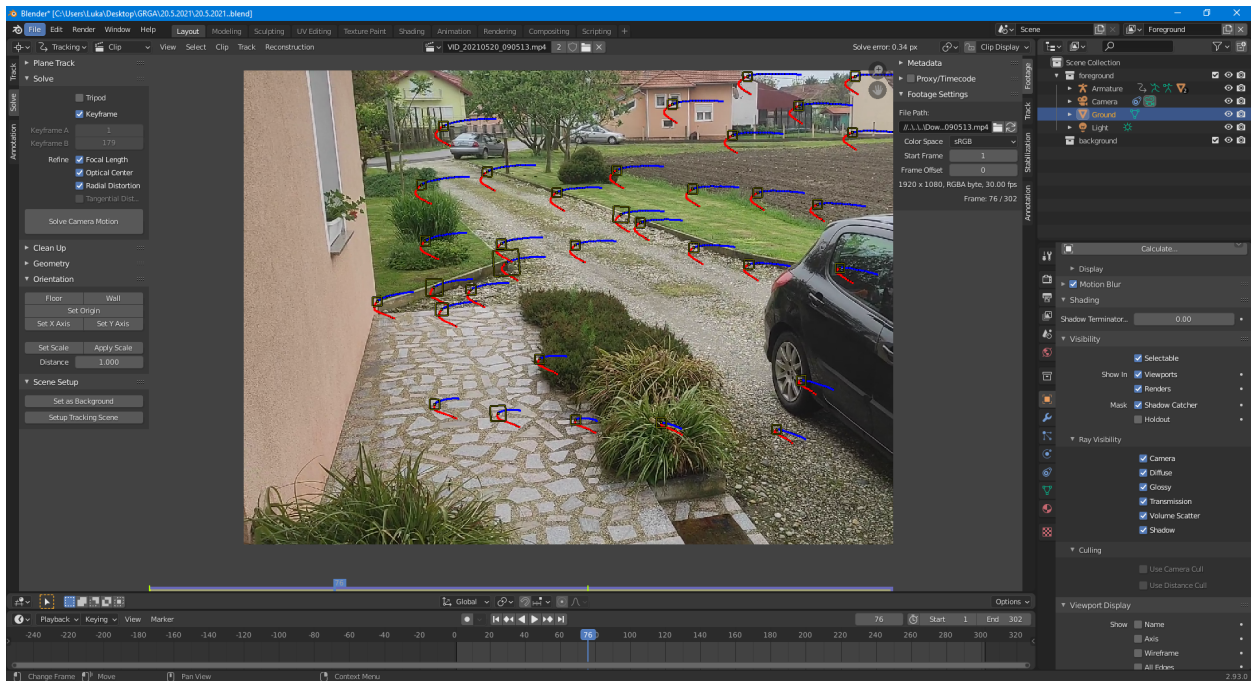 Blender* [C:\Users\Luka\Desktop\GRGA\20.5.2021\20.5.2021..blend]
File Edit Render Window Help Layout Modeling Sculpting UV Editing Texture Paint Shading Animation Rendering Compositing Scripting + Scene Foreground
Tracking Clip View Select Clip Track Reconstruction VID_20210520_090513.mp4 2 Solve error: 0.34 px Clip Display
Plane Track
Solve
Tripod
Keyframe
Keyframe A 1
Keyframe B 179
Refine Focal Length
Optical Center
Radial Distortion
Tangential Dist...
Solve Camera Motion
Clean Up
Geometry
Orientation
Floor Wall
Set Origin
Set X Axis Set Y Axis
Set Scale Apply Scale
Distance 1.000
Scene Setup
Set as Background
Setup Tracking Scene
Track
Solve
Annotation
Metadata
Proxy/Timecode
Footage Settings
File Path:
//..\..\..\Dow...090513.mp4
Color Space sRGB
Start Frame 1
Frame Offset 0
1920 x 1080, RGBA byte, 30.00 fps
Frame: 76 / 302
Footage
Track
Stabilization
Annotation
Scene Collection
foreground
Armature
Camera
Ground
Light
background
Calculate...
Display
Motion Blur
Shading
Shadow Terminator... 0.00
Visibility
Selectable
Show In Viewports
Renders
Mask Shadow Catcher
Holdout
Ray Visibility
Camera
Diffuse
Glossy
Transmission
Volume Scatter
Shadow
Culling
Use Camera Cull
Use Distance Cull
Viewport Display
Show Name
Axis
Wireframe
All Edges
76
Global Options
Playback Keying View Marker 76 Start 1 End 302
-240 -220 -200 -180 -160 -140 -120 -100 -80 -60 -40 -20 0 20 40 60 76 100 120 140 160 180 200 220 240 260 280 300 320
Change Frame Move Pan View Context Menu 2.93.0